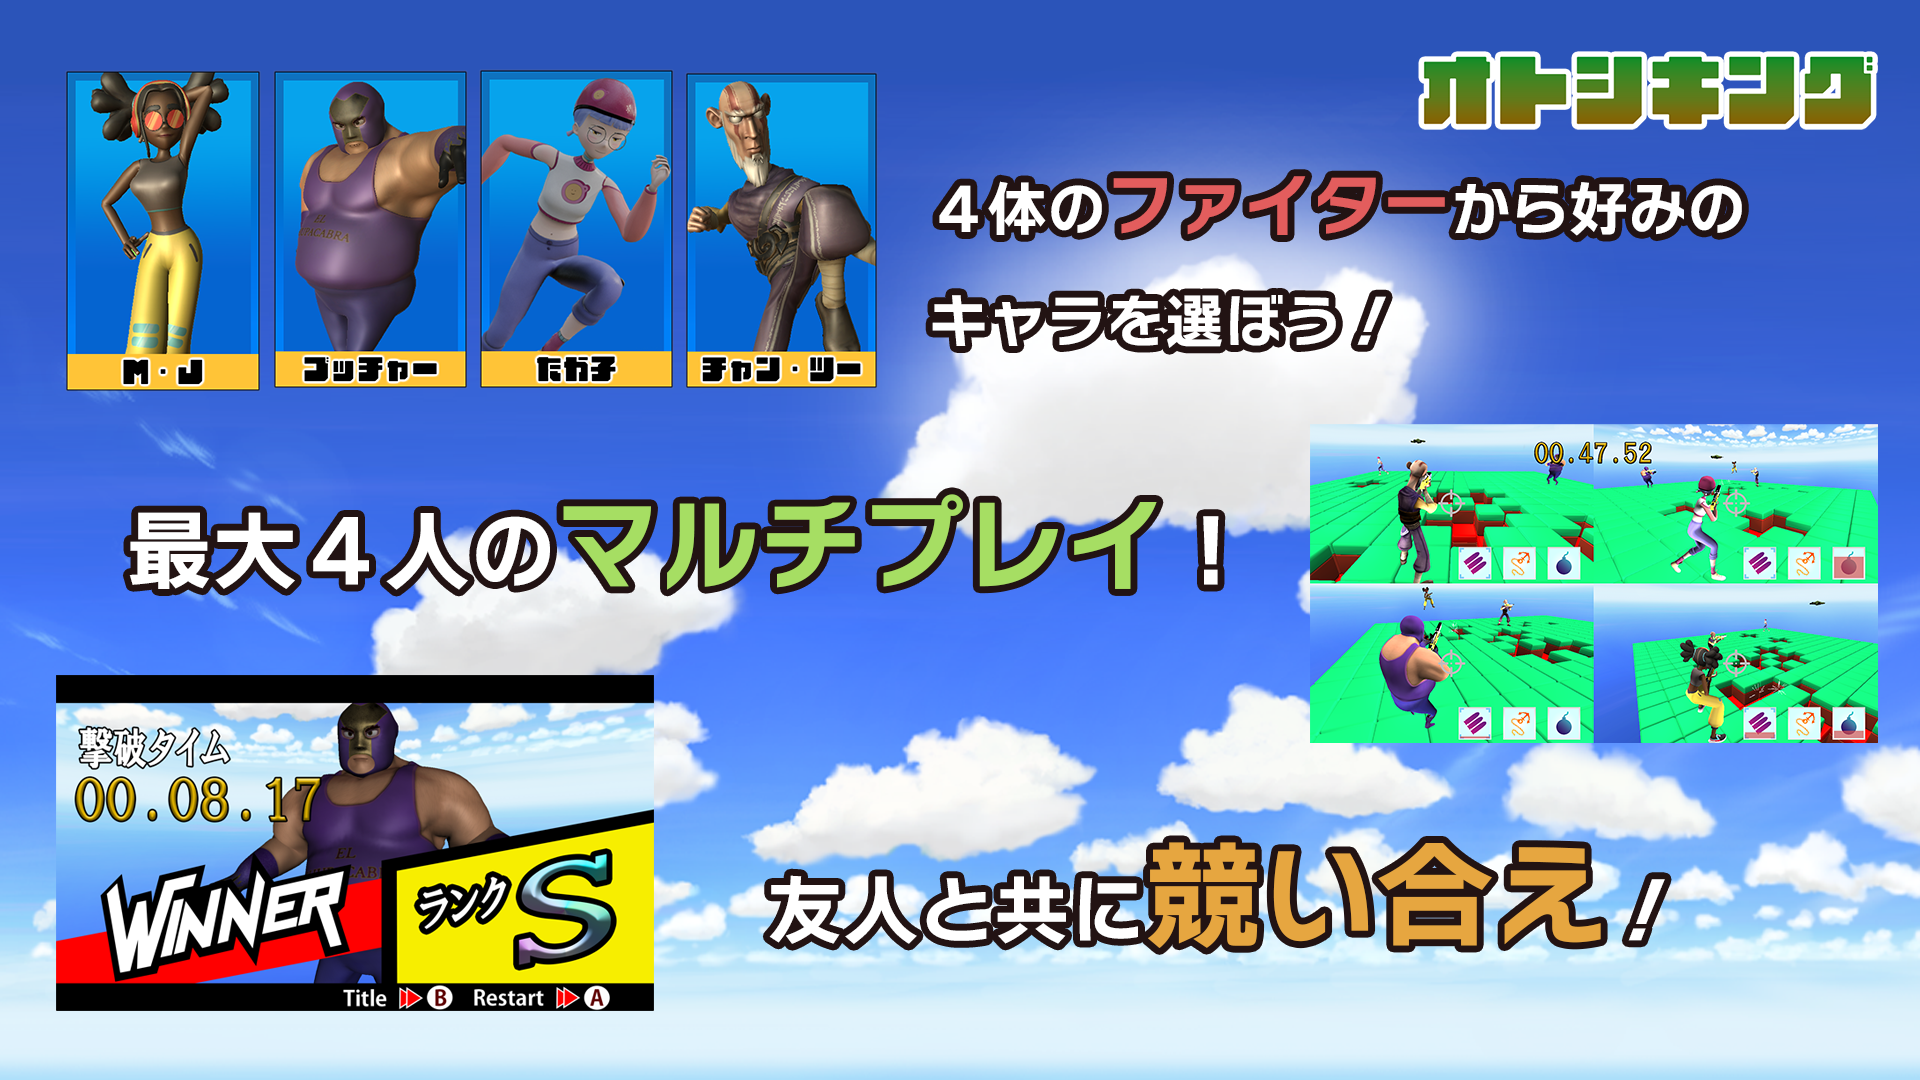 オトシキング
M・J
ブッチャー
たか子
チャン・ツー
4体のファイターから好みの
キャラを選ぼう!
最大4人のマルチプレイ!
00.47.52
撃破タイム
00.08.17
EL
WINNER
ランクS
Title B Restart A
友人と共に競い合え!